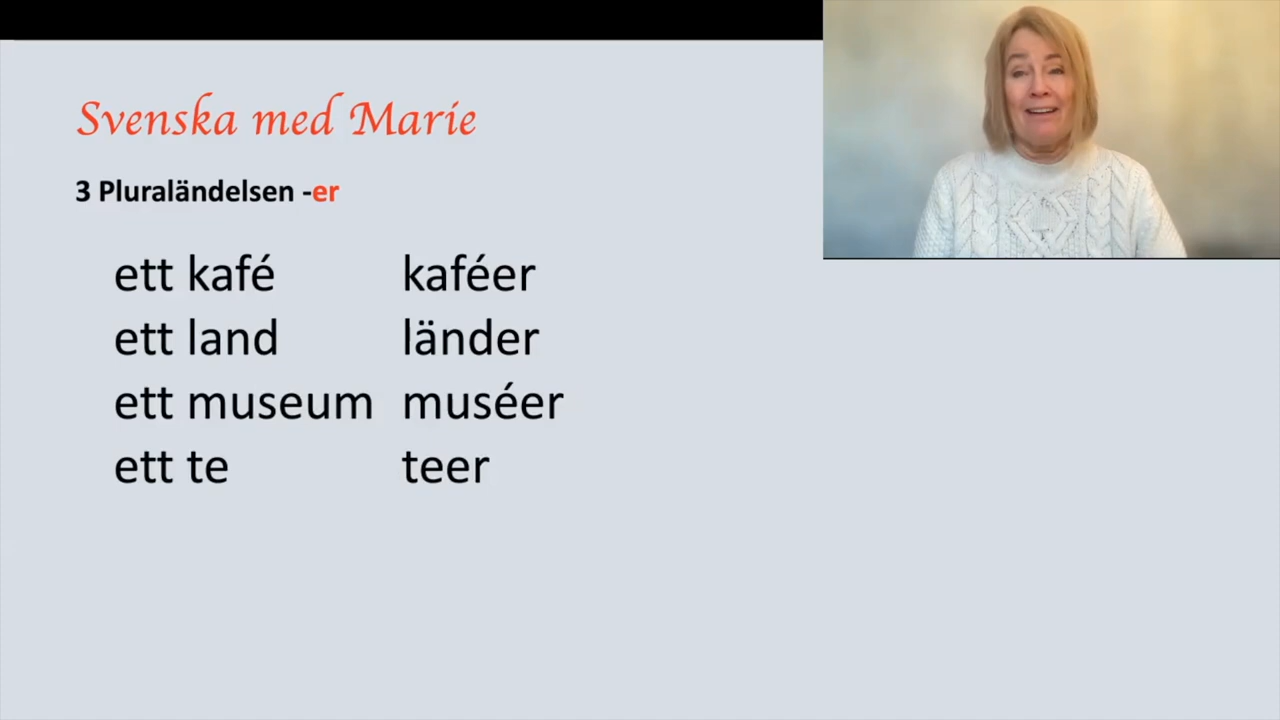 Svenska med Marie
3 Pluraländelsen -er
ett kafé kaféer
ett land länder
ett museum muséer
ett te teer